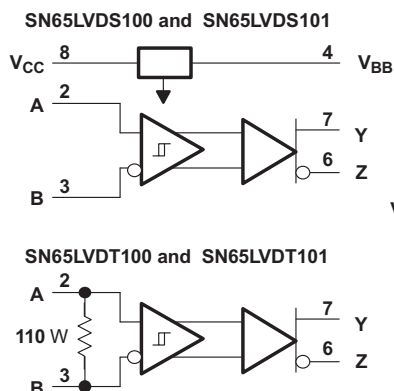 SN65LVDS100 and SN65LVDS101
VCC 8 4 VBB
A 2
7 Y
6 Z
B 3
V
SN65LVDT100 and SN65LVDT101
A 2
7 Y
110 W
6 Z
B 3